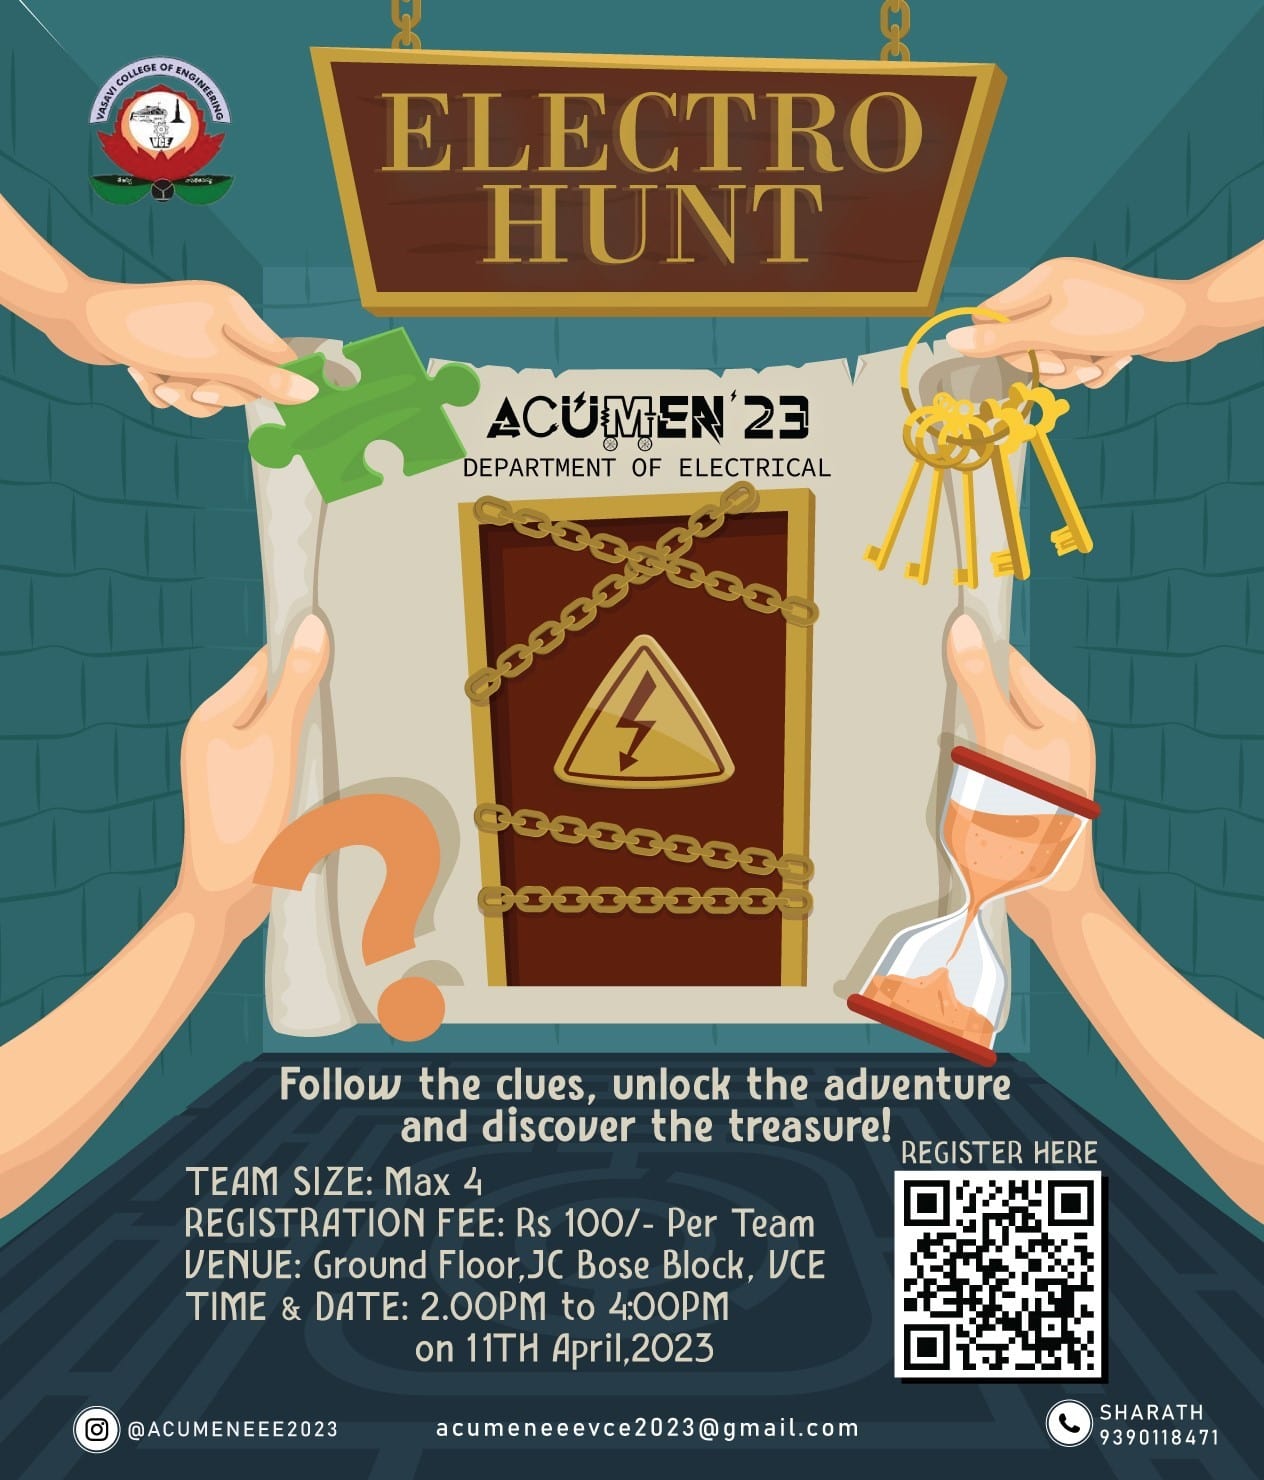 VASAVI COLLEGE OF ENGINEERING
VCE
ELECTRO
HUNT
ACUMEN'23
DEPARTMENT OF ELECTRICAL
Follow the clues, unlock the adventure
and discover the treasure!
REGISTER HERE
TEAM SIZE: Max 4
REGISTRATION FEE: Rs 100/- Per Team
VENUE: Ground Floor,JC Bose Block, VCE
TIME & DATE: 2.00PM to 4:00PM
on 11TH April,2023
@ACUMENEEE2023
acumeneeevce2023@gmail.com
SHARATH
9390118471